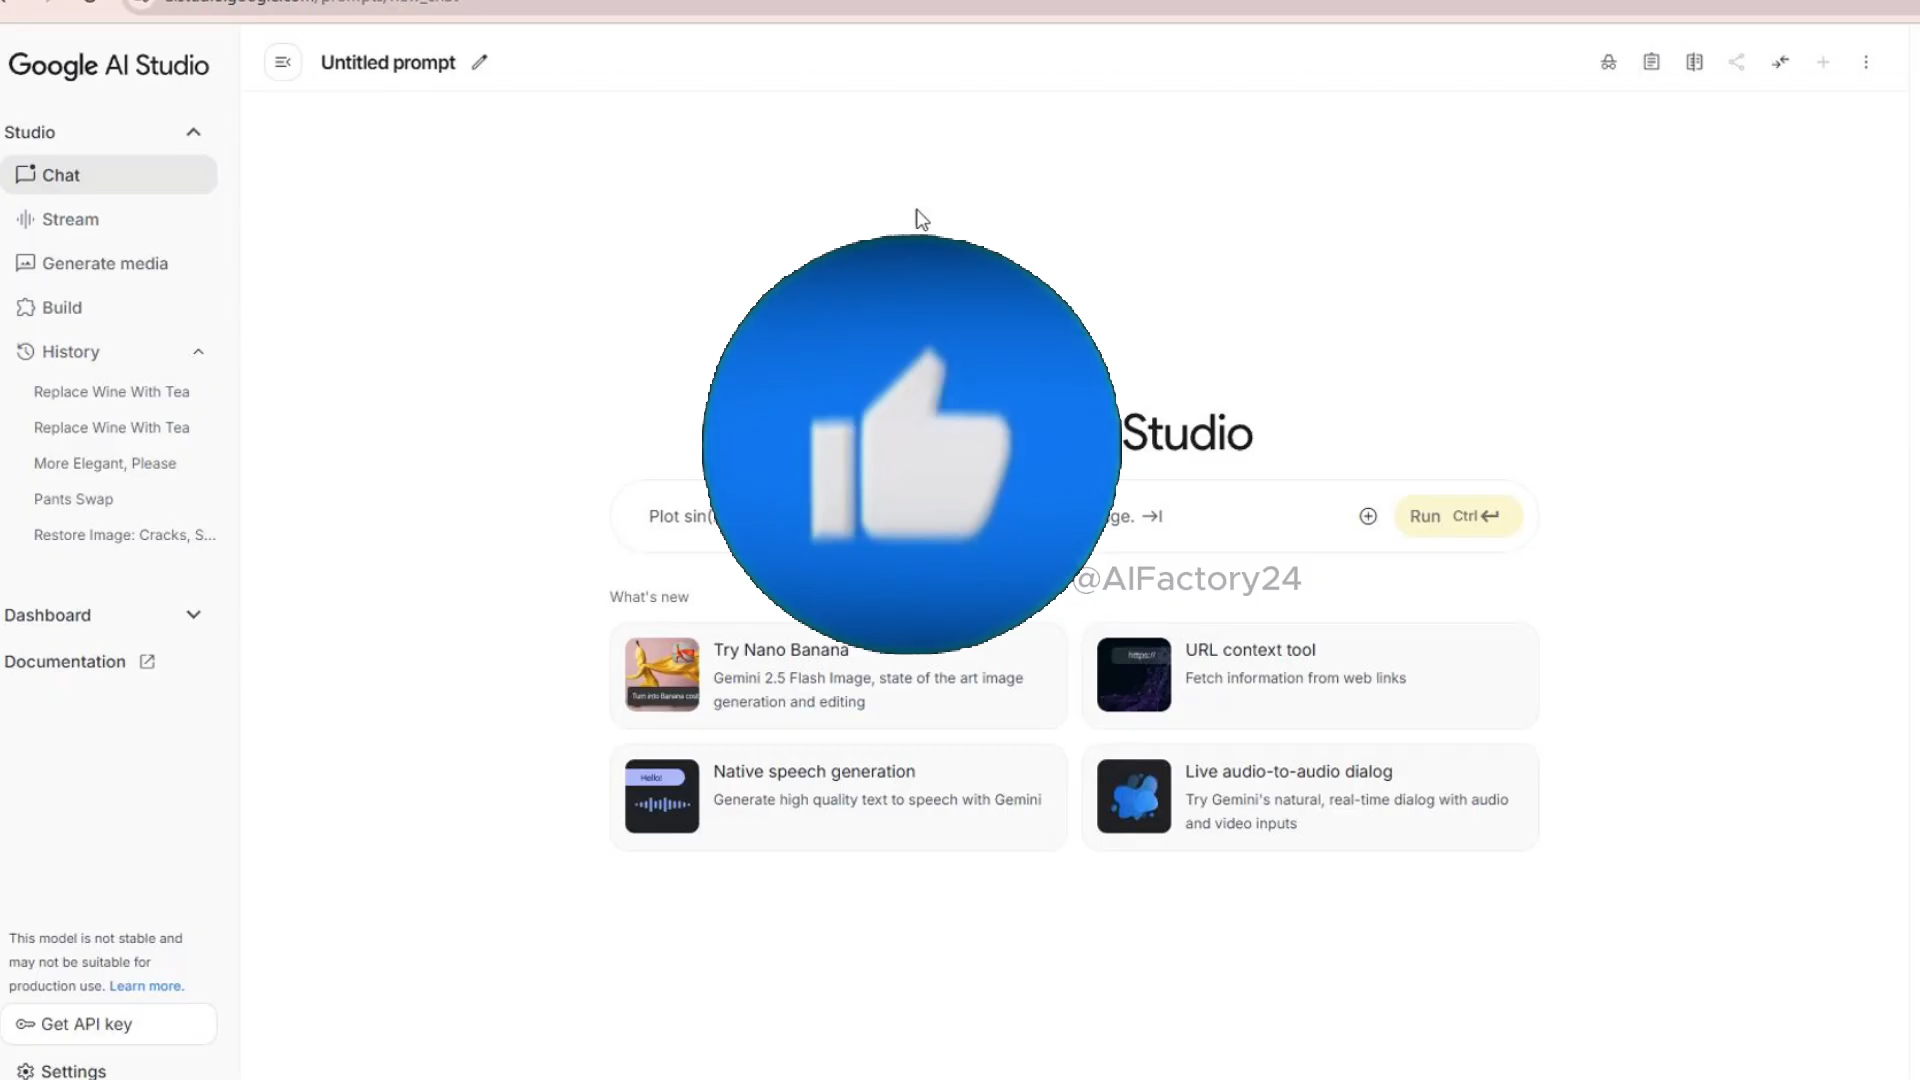 Google AI Studio
Untitled prompt
Studio
Chat
Stream
Generate media
Build
History
Replace Wine With Tea
Replace Wine With Tea
More Elegant, Please
Pants Swap
Restore Image: Cracks, S...
Dashboard
Documentation
This model is not stable and
may not be suitable for
production use. Learn more.
Get API key
Settings
Studio
Plot sin(
ge.
Run Ctrl
@AIFactory24
What's new
Try Nano Banana
Gemini 2.5 Flash Image, state of the art image
generation and editing
URL context tool
Fetch information from web links
https://
Native speech generation
Generate high quality text to speech with Gemini
Hello!
Live audio-to-audio dialog
Try Gemini's natural, real-time dialog with audio
and video inputs